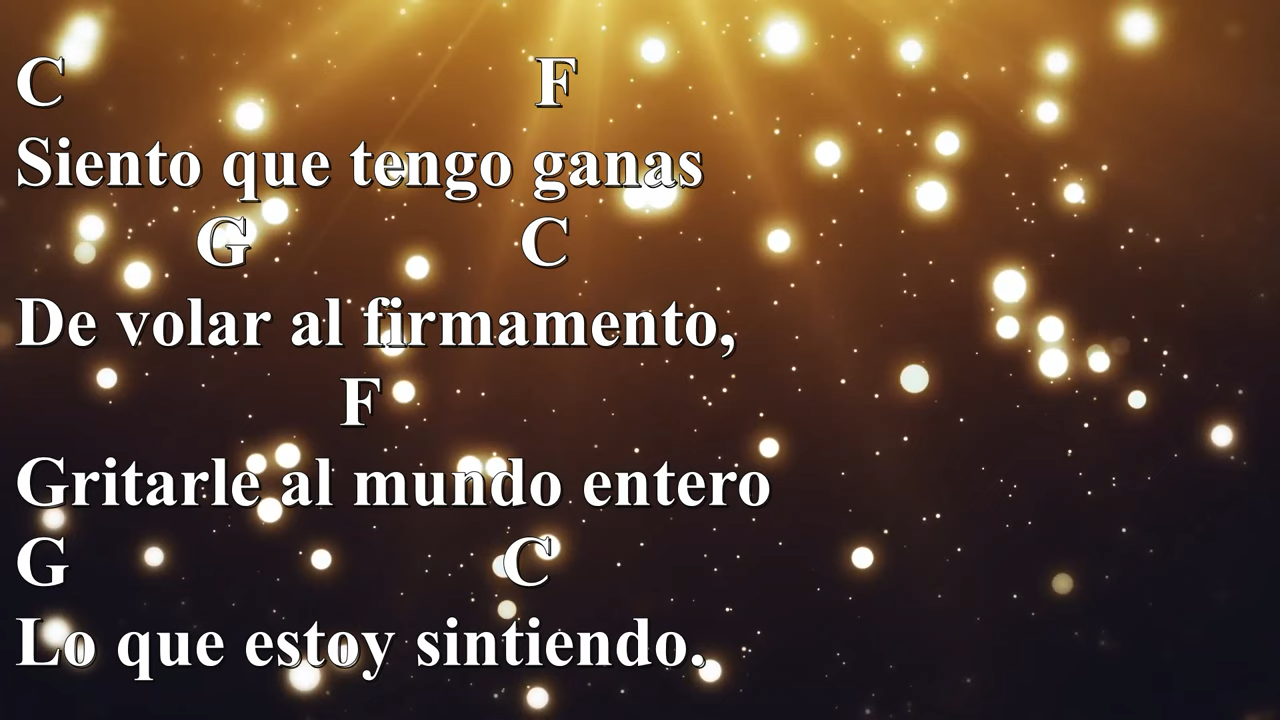 C F
Siento que tengo ganas
G C
De volar al firmamento,
F
Gritarle al mundo entero
G C
Lo que estoy sintiendo.